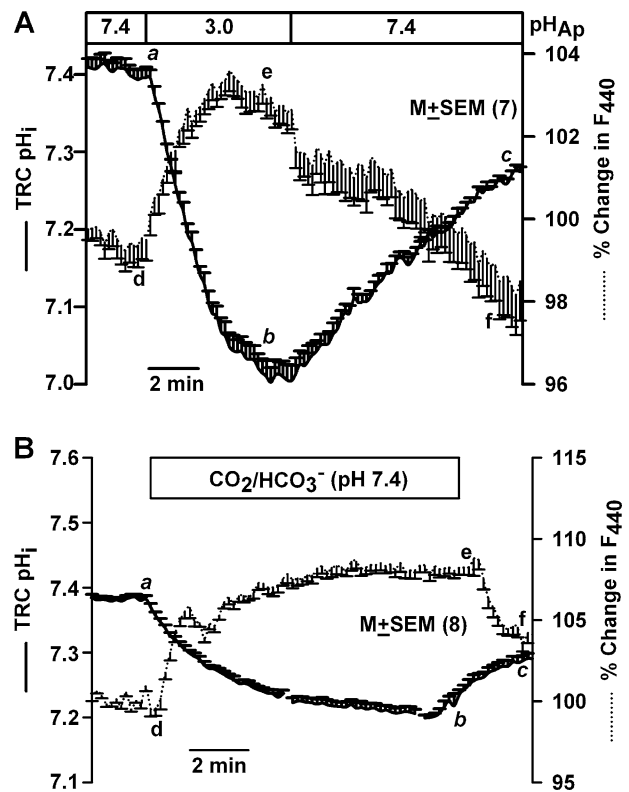 A
7.4 3.0 7.4 pHAp
a
e
M±SEM (7)
c
d
b
f
7.4
7.3
7.2
7.1
7.0
TRC pHi
104
102
100
98
96
% Change in F440
2 min
B
CO2/HCO3- (pH 7.4)
a
e
M±SEM (8)
f
c
d
b
7.6
7.5
7.4
7.3
7.2
7.1
TRC pHi
115
110
105
100
95
% Change in F440
2 min